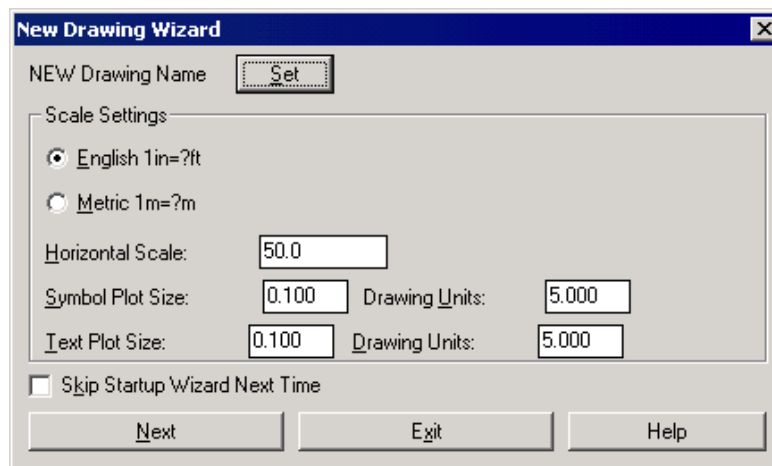 New Drawing Wizard
NEW Drawing Name Set
Scale Settings
English 1in=?ft
Metric 1m=?m
Horizontal Scale: 50.0
Symbol Plot Size: 0.100 Drawing Units: 5.000
Text Plot Size: 0.100 Drawing Units: 5.000
Skip Startup Wizard Next Time
Next Exit Help